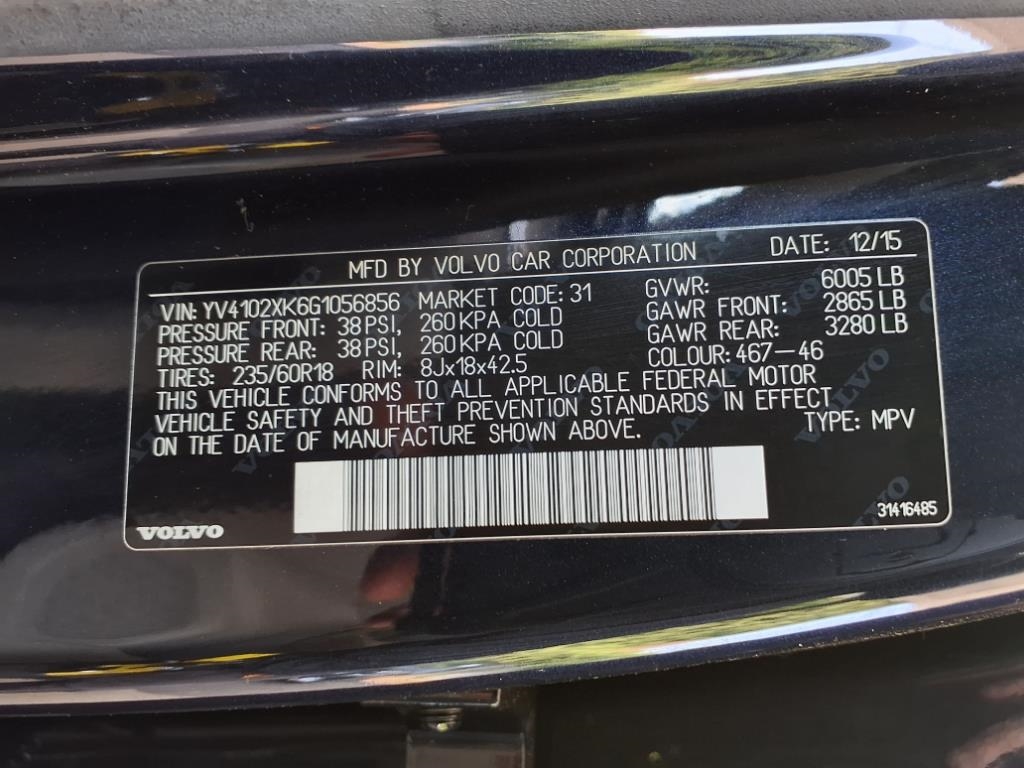 MFD BY VOLVO CAR CORPORATION DATE: 12/15
VIN: YV4102XK6G1056856 MARKET CODE: 31 GVWR: 6005 LB
PRESSURE FRONT: 38 PSI, 260 KPA COLD GAWR FRONT: 2865 LB
PRESSURE REAR: 38 PSI, 260 KPA COLD GAWR REAR: 3280 LB
TIRES: 235/60R18 RIM: 8Jx18x42.5 COLOUR: 467-46
THIS VEHICLE CONFORMS TO ALL APPLICABLE FEDERAL MOTOR
VEHICLE SAFETY AND THEFT PREVENTION STANDARDS IN EFFECT
ON THE DATE OF MANUFACTURE SHOWN ABOVE. TYPE: MPV
VOLVO 31416485